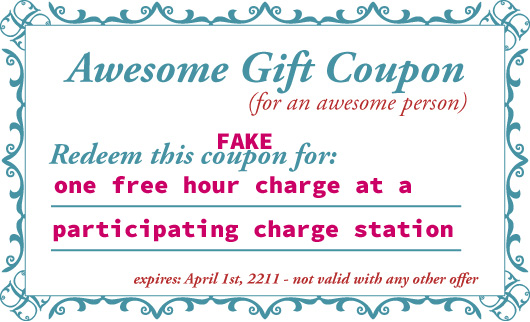 Awesome Gift Coupon
(for an awesome person)
FAKE
Redeem this coupon for:
one free hour charge at a
participating charge station
expires: April 1st, 2211 - not valid with any other offer